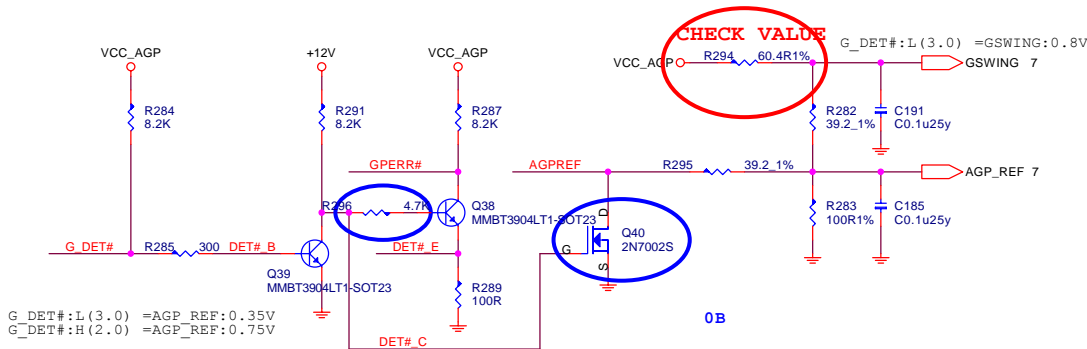 CHECK VALUE
G_DET#:L(3.0) =GSWING:0.8V
VCC_AGP
+12V
VCC_AGP
VCC_AGP
R294
60.4R1%
GSWING 7
R284
8.2K
R291
8.2K
R287
8.2K
R282
39.2_1%
C191
C0.1u25y
GPERR#
AGPREF
R295
39.2_1%
AGP_REF 7
R296
4.7K
Q38
MMBT3904LT1-SOT23
D
G
S
Q40
2N7002S
R283
100R1%
C185
C0.1u25y
G_DET#
R285
300
DET#_B
DET#_E
Q39
MMBT3904LT1-SOT23
R289
100R
G_DET#:L(3.0) =AGP_REF:0.35V
G_DET#:H(2.0) =AGP_REF:0.75V
0B
DET#_C